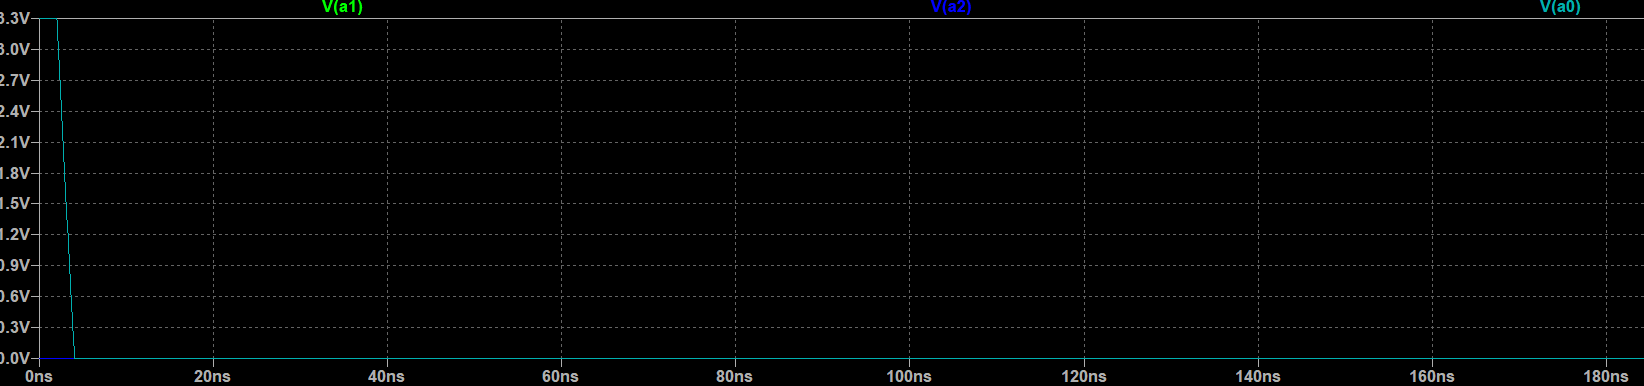 V(a1) V(a2) V(a0)
3.3V
3.0V
2.7V
2.4V
2.1V
1.8V
1.5V
1.2V
0.9V
0.6V
0.3V
0.0V
0ns 20ns 40ns 60ns 80ns 100ns 120ns 140ns 160ns 180ns